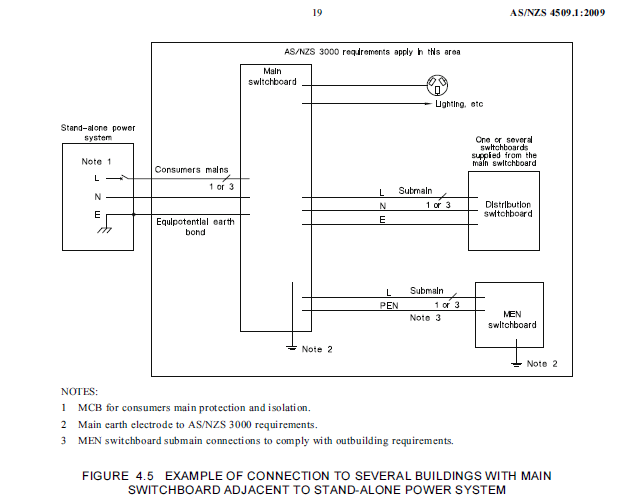 19
AS/NZS 4509.1:2009
AS/NZS 3000 requirements apply in this area
Main
switchboard
Lighting, etc
Stand-alone power
system
Note 1
L
N
E
Consumers mains
1 or 3
Equipotential earth
bond
One or several
switchboards
supplied from the
main switchboard
L
Submain
N
1 or 3
E
Distribution
switchboard
L
Submain
PEN
1 or 3
Note 3
MEN
switchboard
Note 2
Note 2
NOTES:
1 MCB for consumers main protection and isolation.
2 Main earth electrode to AS/NZS 3000 requirements.
3 MEN switchboard submain connections to comply with outbuilding requirements.
FIGURE 4.5 EXAMPLE OF CONNECTION TO SEVERAL BUILDINGS WITH MAIN
SWITCHBOARD ADJACENT TO STAND-ALONE POWER SYSTEM